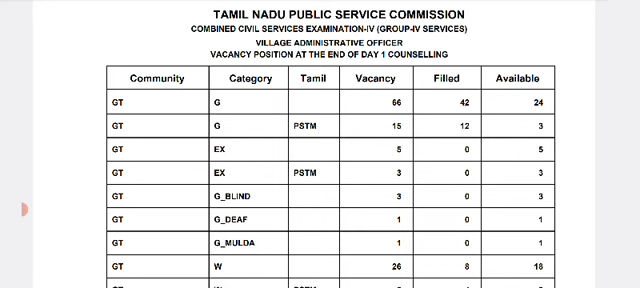 TAMIL NADU PUBLIC SERVICE COMMISSION
COMBINED CIVIL SERVICES EXAMINATION-IV (GROUP-IV SERVICES)
VILLAGE ADMINISTRATIVE OFFICER
VACANCY POSITION AT THE END OF DAY 1 COUNSELLING
Community Category Tamil Vacancy Filled Available
GT G 66 42 24
GT G PSTM 15 12 3
GT EX 5 0 5
GT EX PSTM 3 0 3
GT G_BLIND 3 0 3
GT G_DEAF 1 0 1
GT G_MULDA 1 0 1
GT W 26 8 18